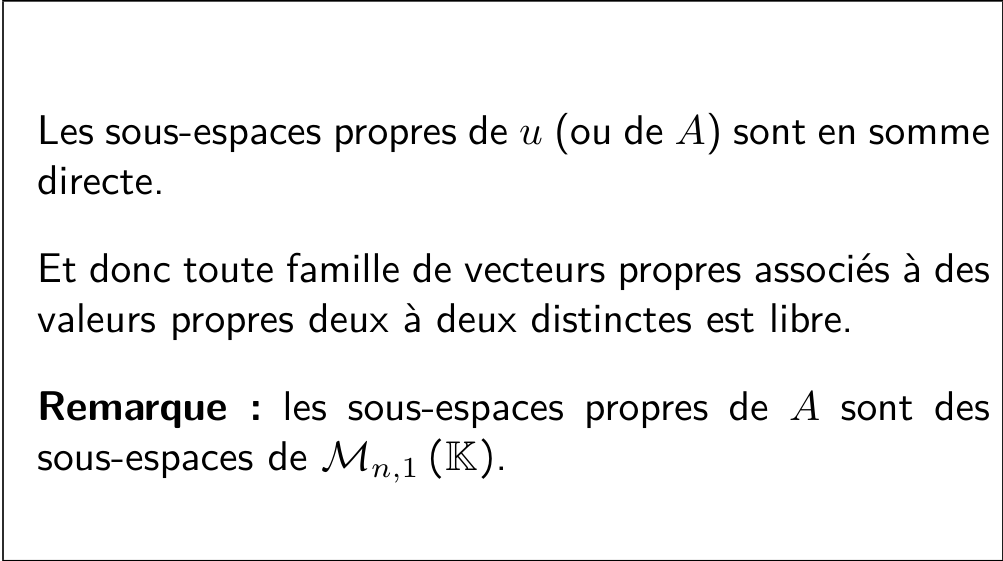 Les sous-espaces propres de u (ou de A) sont en somme
directe.
Et donc toute famille de vecteurs propres associés à des
valeurs propres deux à deux distinctes est libre.
Remarque : les sous-espaces propres de A sont des
sous-espaces de ℳₙ,₁ (𝕂).